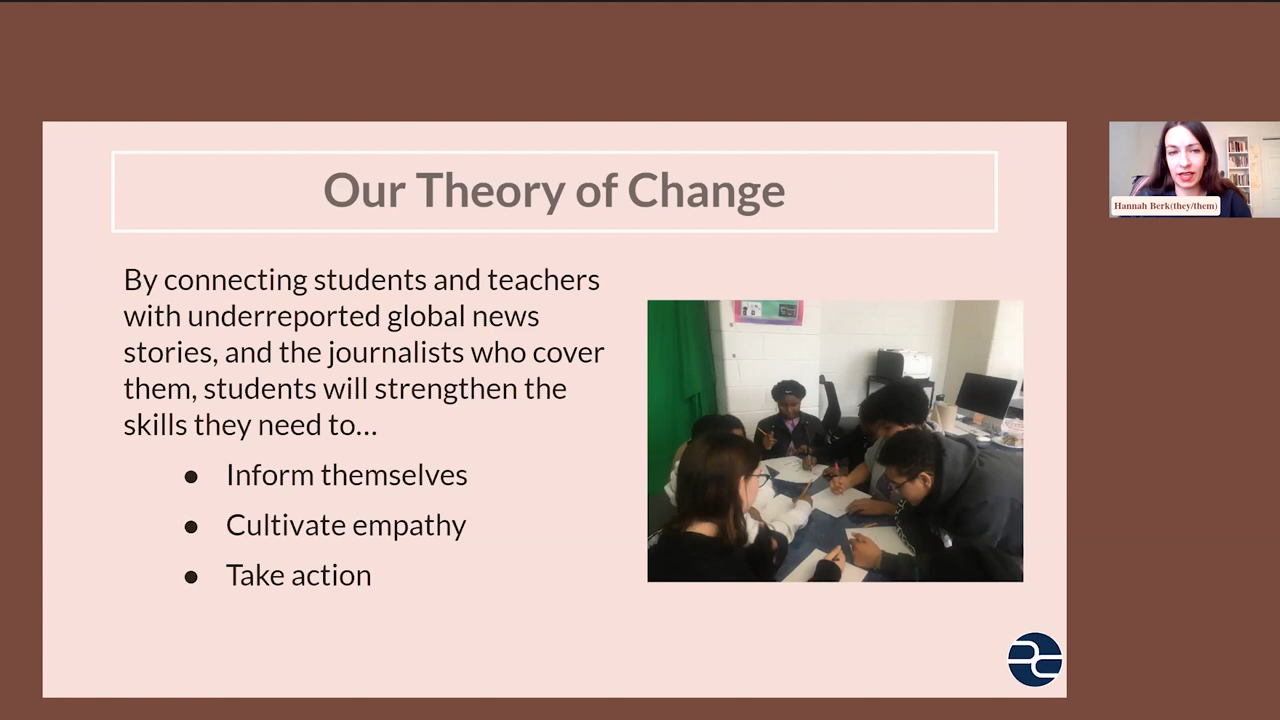 Our Theory of Change
By connecting students and teachers
with underreported global news
stories, and the journalists who cover
them, students will strengthen the
skills they need to...
● Inform themselves
● Cultivate empathy
● Take action
Hannah Berk(they/them)